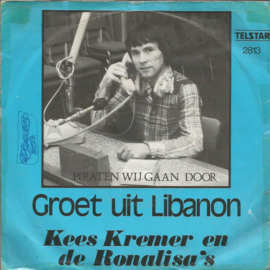 TELSTAR
2813
PIRATEN WIJ GAAN DOOR
Groet uit Libanon
Kees Kremer en
de Ronalisa's